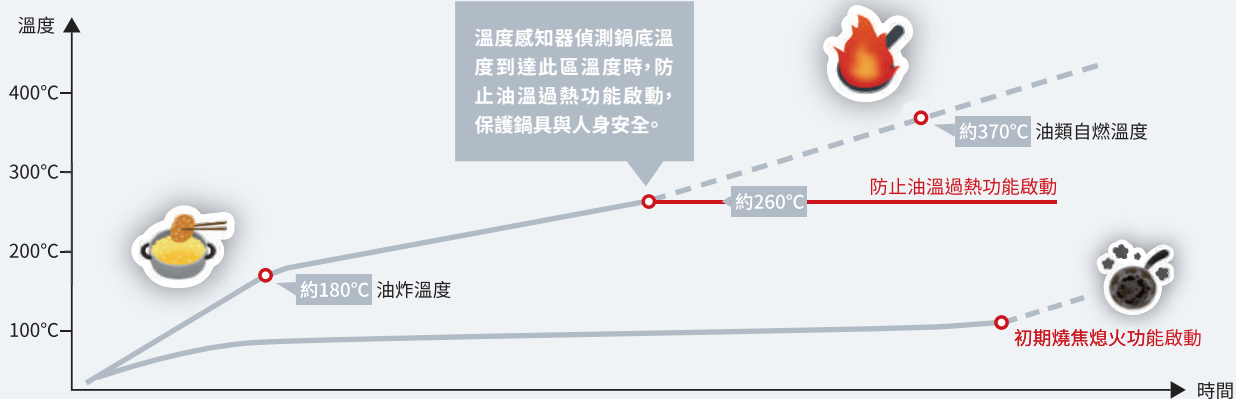 溫度
400℃
300℃
200℃
100℃
溫度感知器偵測鍋底溫
度到達此區溫度時，防
止油溫過熱功能啟動，
保護鍋具與人身安全。
約370℃ 油類自燃溫度
防止油溫過熱功能啟動
約260℃
約180℃ 油炸溫度
初期燒焦熄火功能啟動
時間